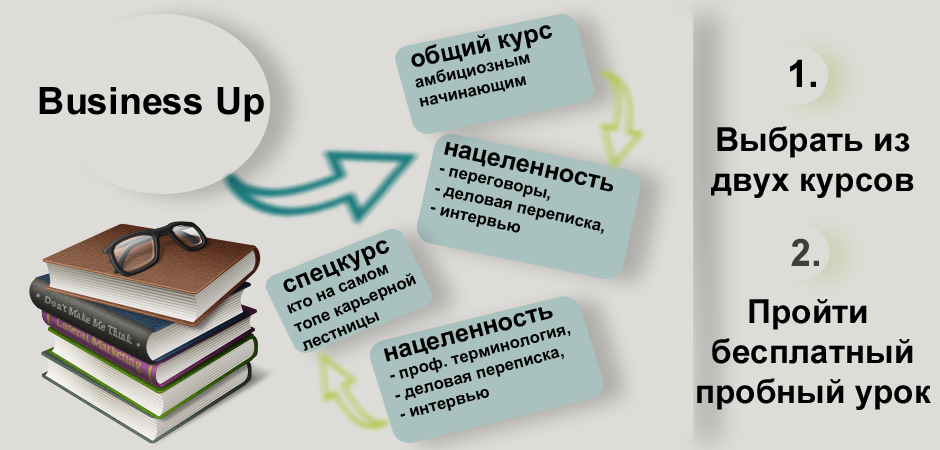 Business Up
общий курс
амбициозным
начинающим
нацеленность
- переговоры,
- деловая переписка,
- интервью
спецкурс
кто на самом
топе карьерной
лестницы
нацеленность
- проф. терминология,
- деловая переписка,
- интервью
Don't Make Me Think
Lateral Marketing
1.
Выбрать из
двух курсов
2.
Пройти
бесплатный
пробный урок